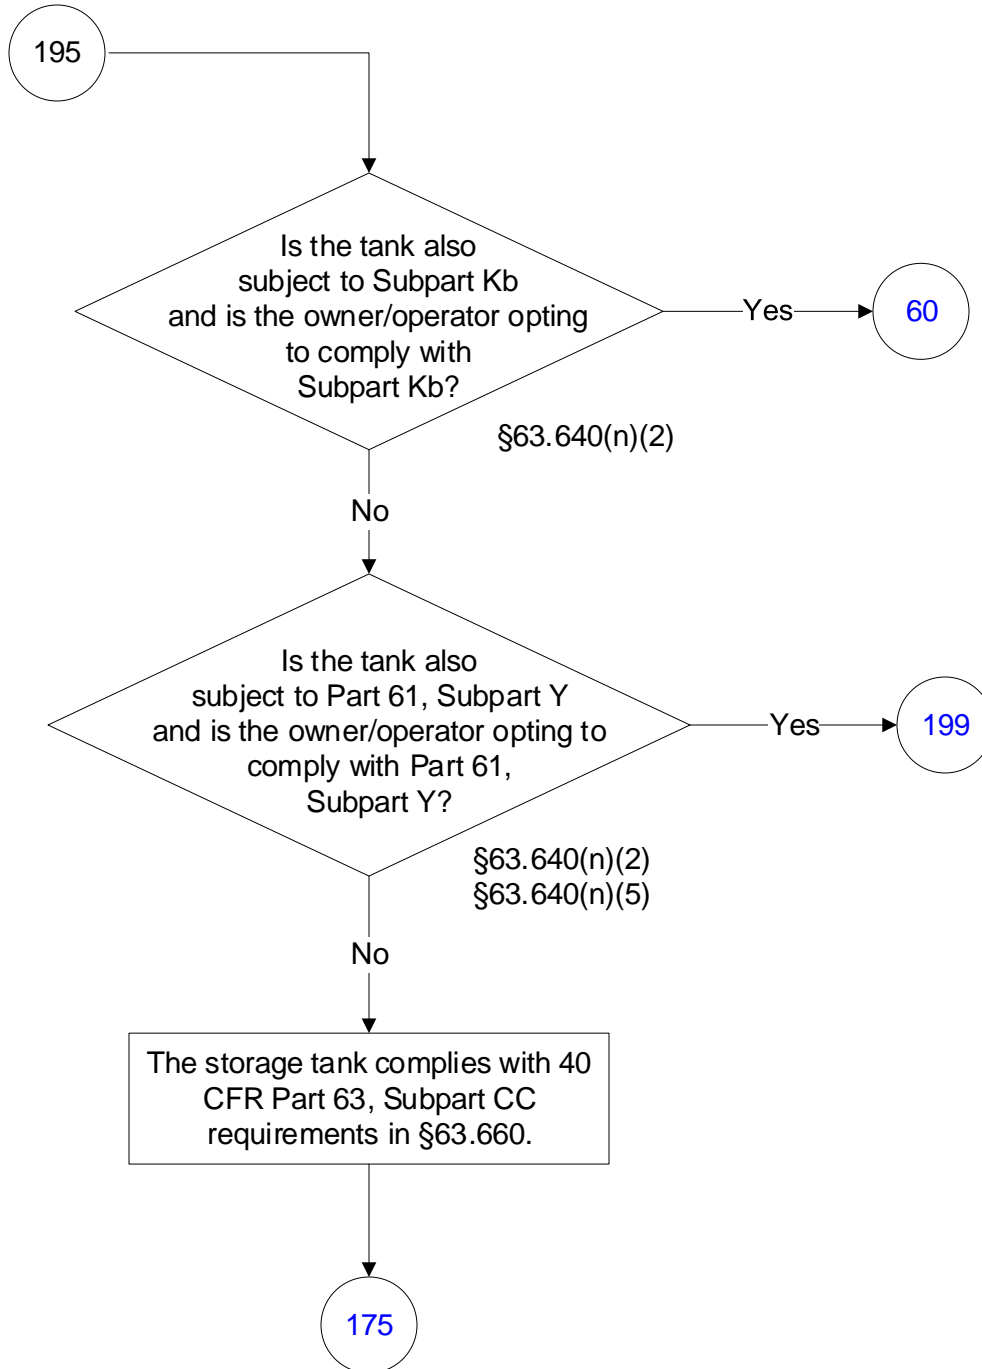 195
Is the tank also
subject to Subpart Kb
and is the owner/operator opting
to comply with
Subpart Kb?
Yes
60
§63.640(n)(2)
No
Is the tank also
subject to Part 61, Subpart Y
and is the owner/operator opting to
comply with Part 61,
Subpart Y?
Yes
199
§63.640(n)(2)
§63.640(n)(5)
No
The storage tank complies with 40
CFR Part 63, Subpart CC
requirements in §63.660.
175